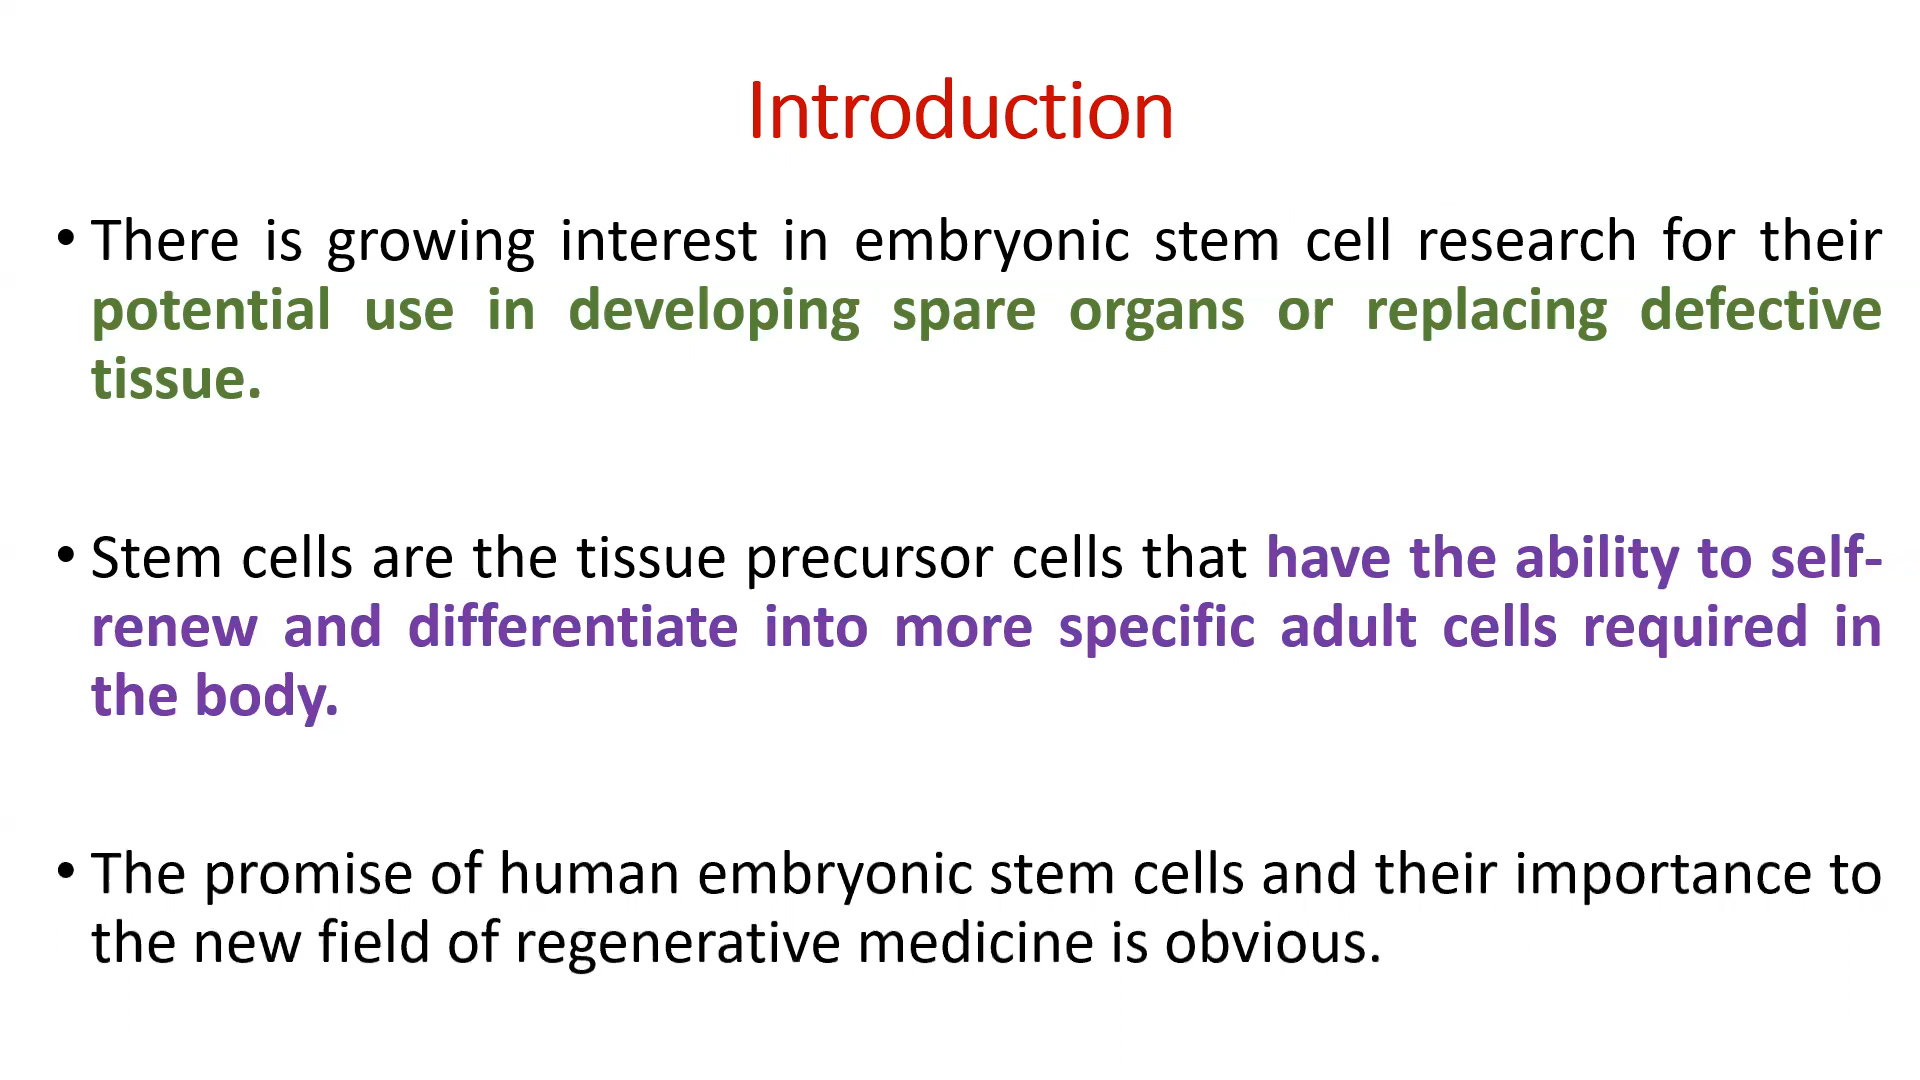 Introduction
• There is growing interest in embryonic stem cell research for their
potential use in developing spare organs or replacing defective
tissue.
• Stem cells are the tissue precursor cells that have the ability to self-
renew and differentiate into more specific adult cells required in
the body.
• The promise of human embryonic stem cells and their importance to
the new field of regenerative medicine is obvious.